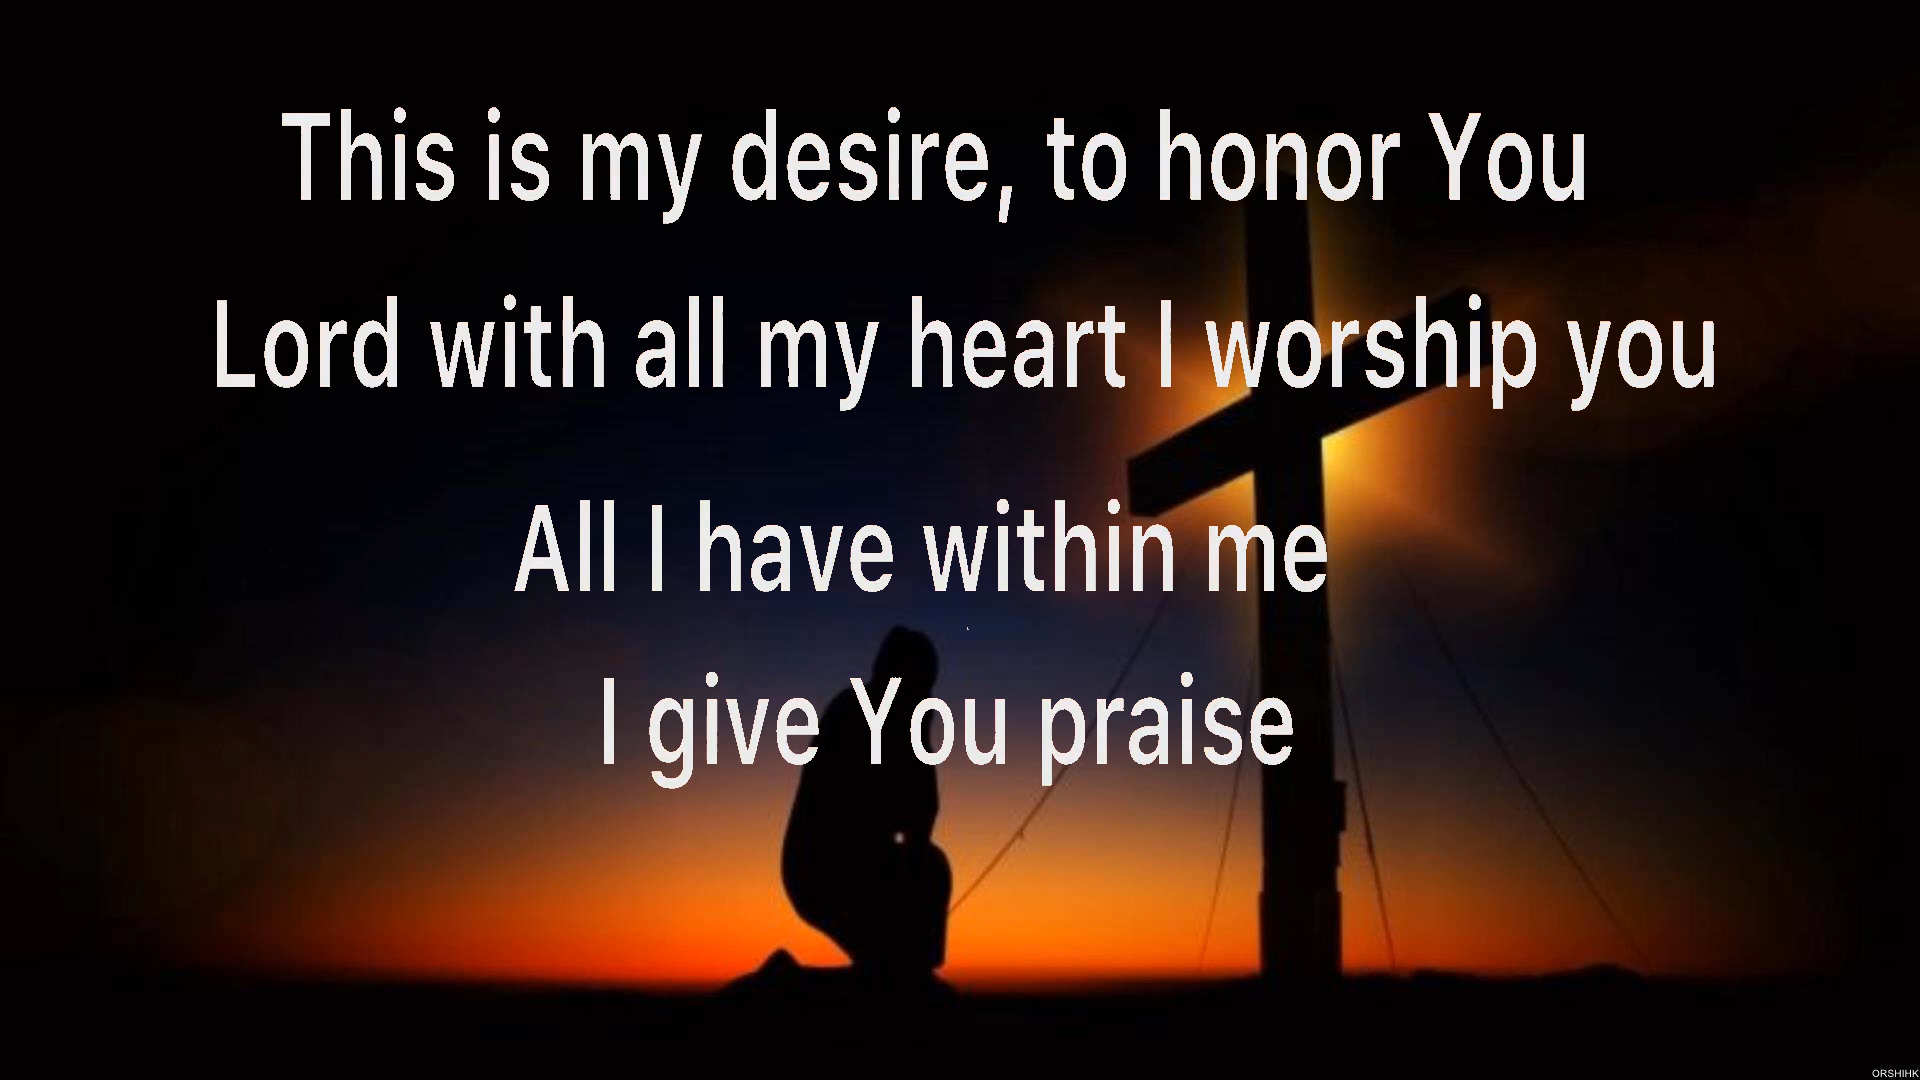 This is my desire, to honor You
Lord with all my heart I worship you
All I have within me
I give You praise
ORSHIHK